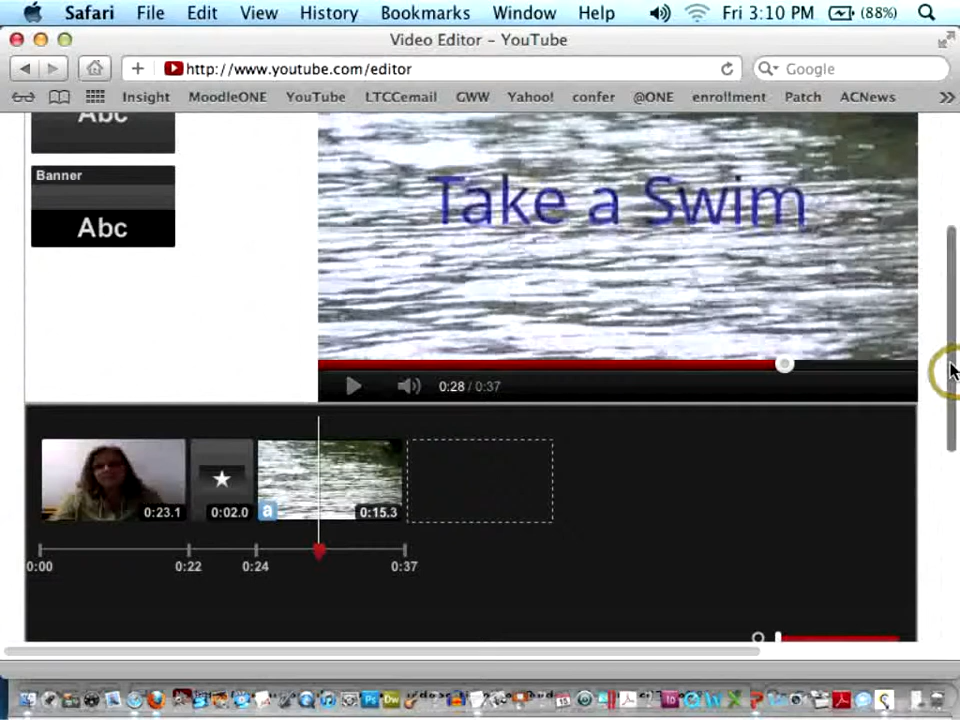 Safari File Edit View History Bookmarks Window Help Fri 3:10 PM (88%)
Video Editor – YouTube
http://www.youtube.com/editor Google
Insight MoodleONE YouTube LTCCemail GWW Yahoo! confer @ONE enrollment Patch ACNews
Abc
Banner
Abc
Take a Swim
0:28 / 0:37
0:23.1 0:02.0 a 0:15.3
0:00 0:22 0:24 0:37